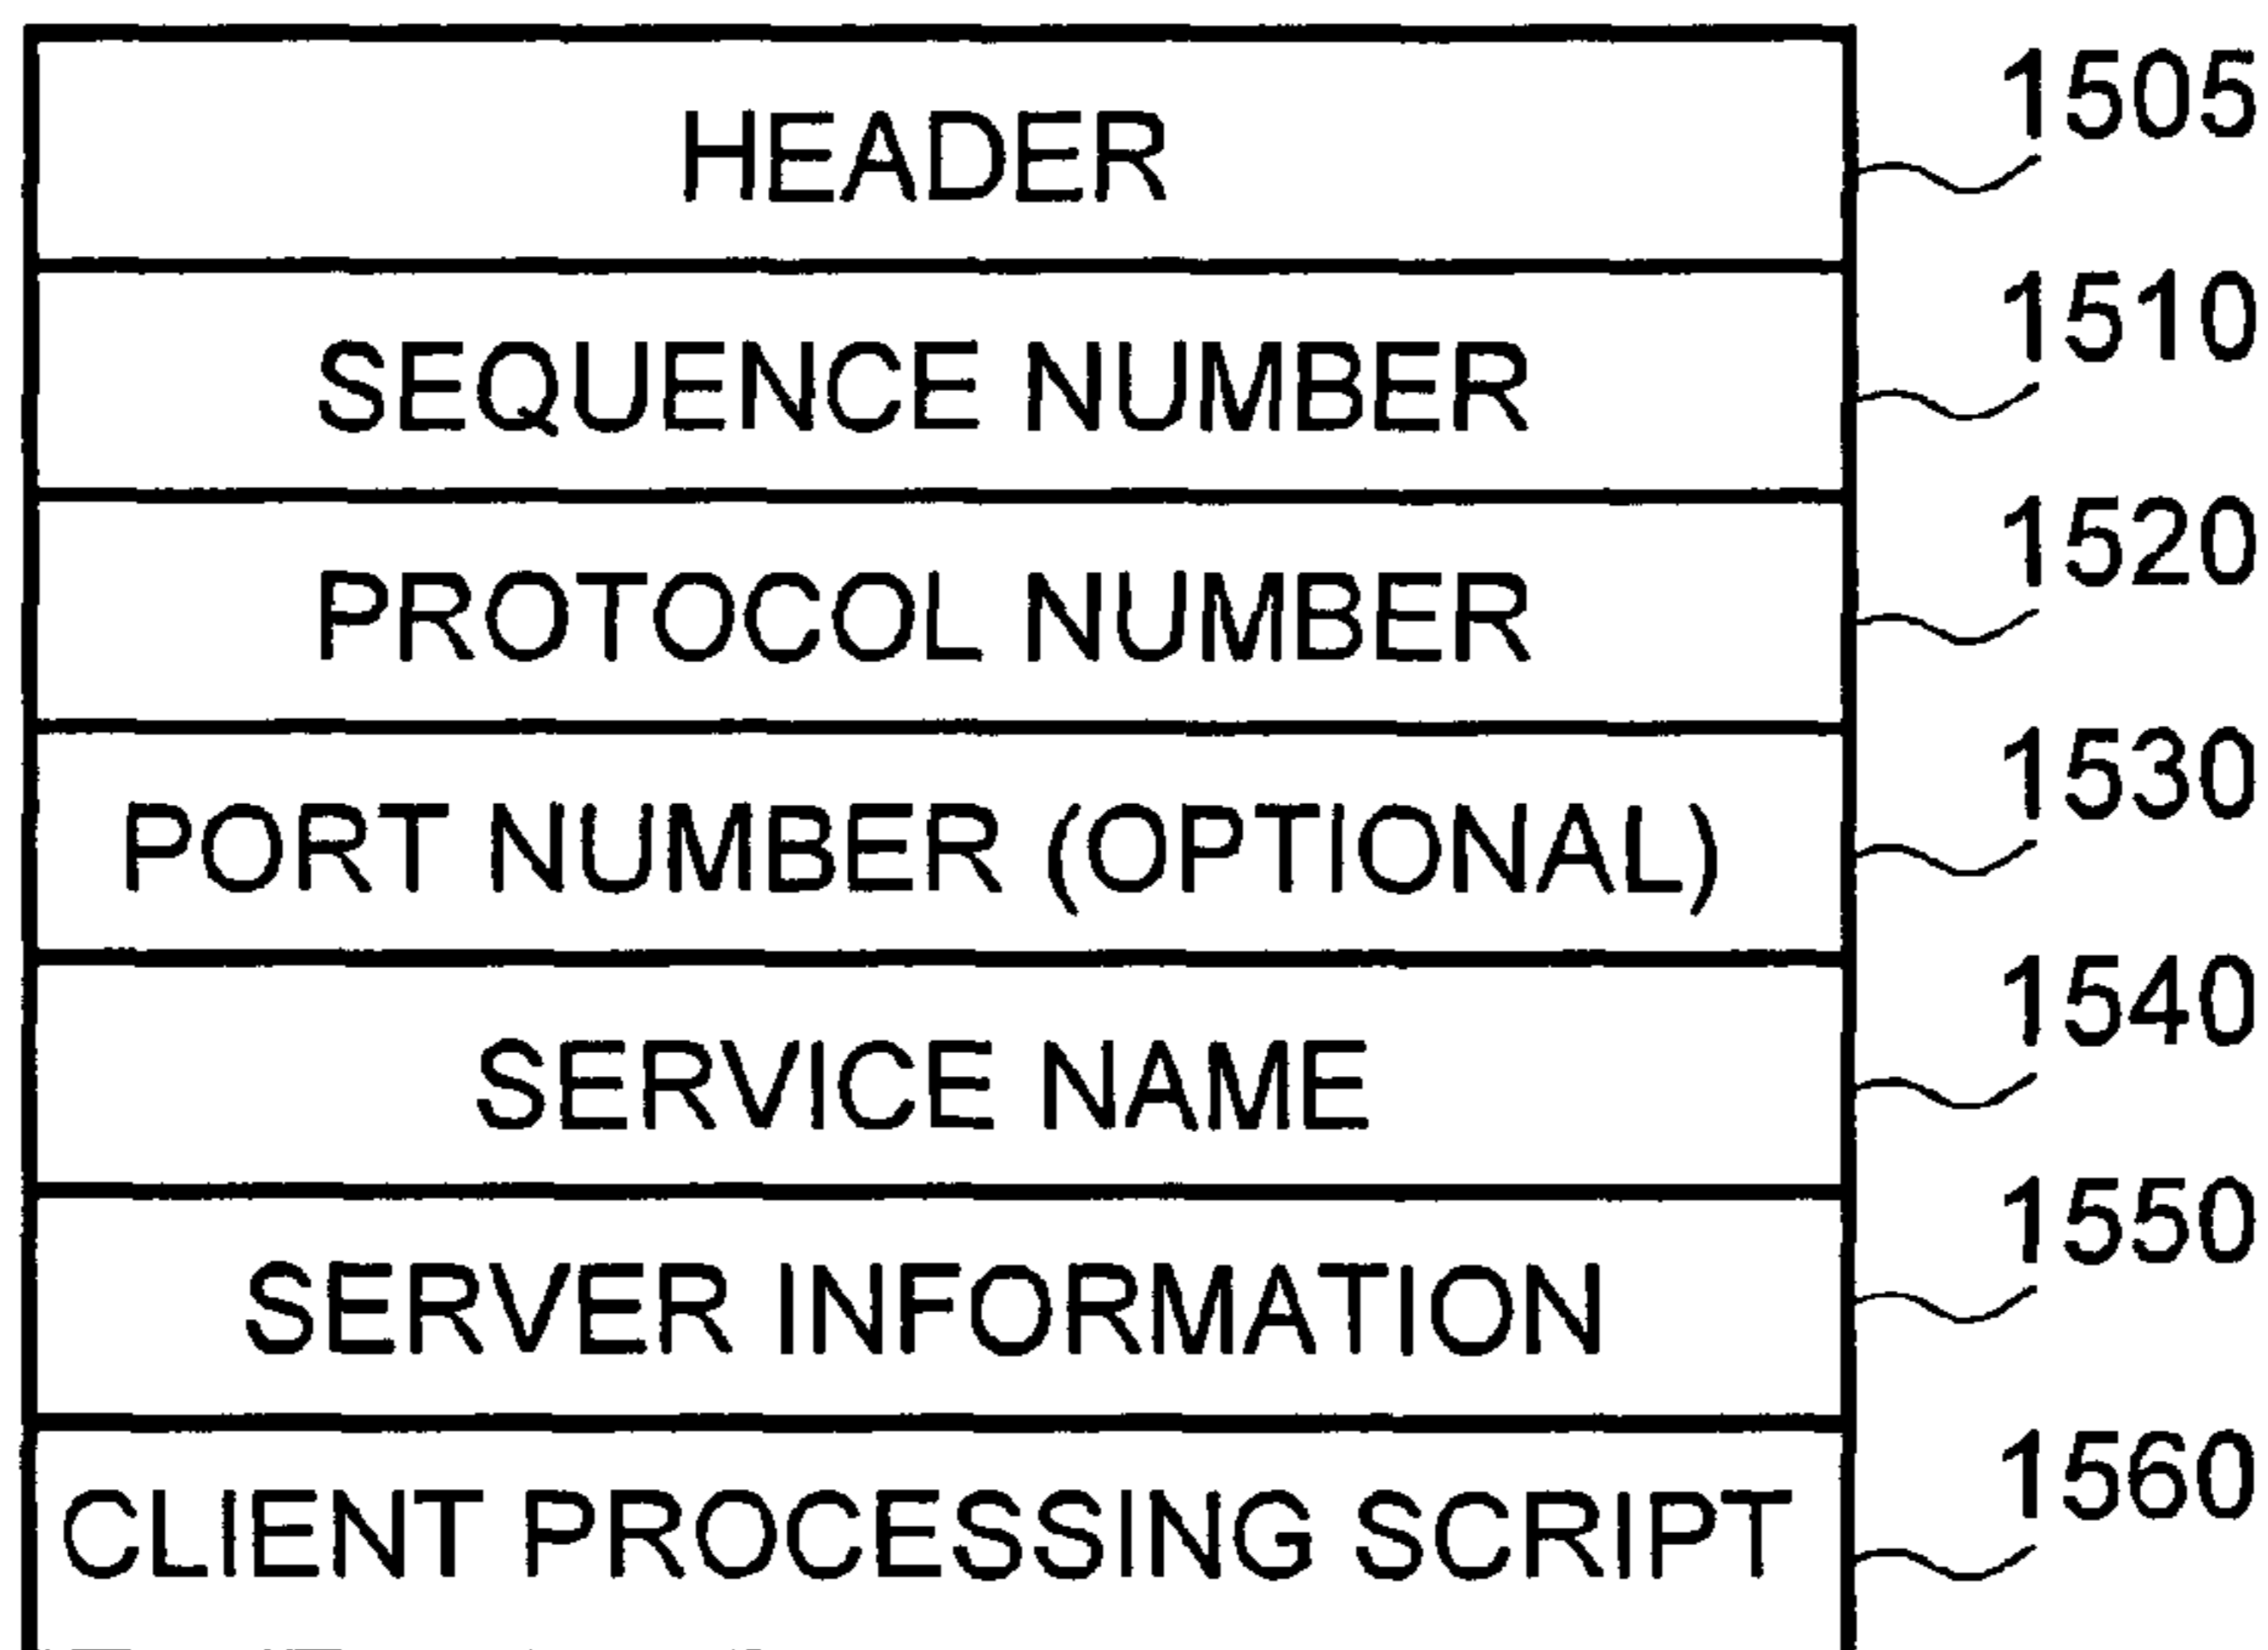 HEADER 1505
SEQUENCE NUMBER 1510
PROTOCOL NUMBER 1520
PORT NUMBER (OPTIONAL) 1530
SERVICE NAME 1540
SERVER INFORMATION 1550
CLIENT PROCESSING SCRIPT 1560